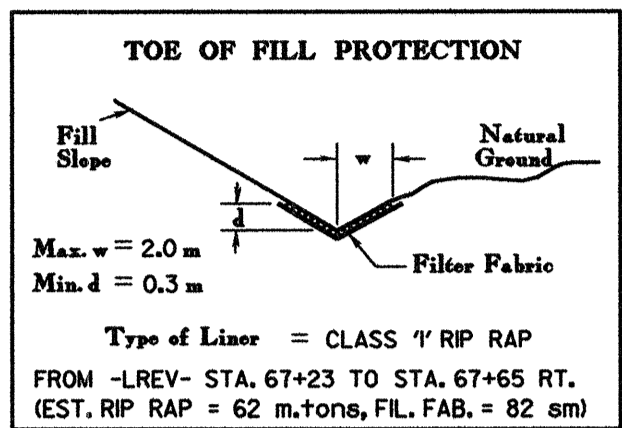 TOE OF FILL PROTECTION
Fill
Slope
Natural
Ground
w
d
Max. w = 2.0 m
Min. d = 0.3 m
Filter Fabric
Type of Liner = CLASS 'I' RIP RAP
FROM -LREV- STA. 67+23 TO STA. 67+65 RT.
(EST. RIP RAP = 62 m.tons, FIL. FAB. = 82 sm)